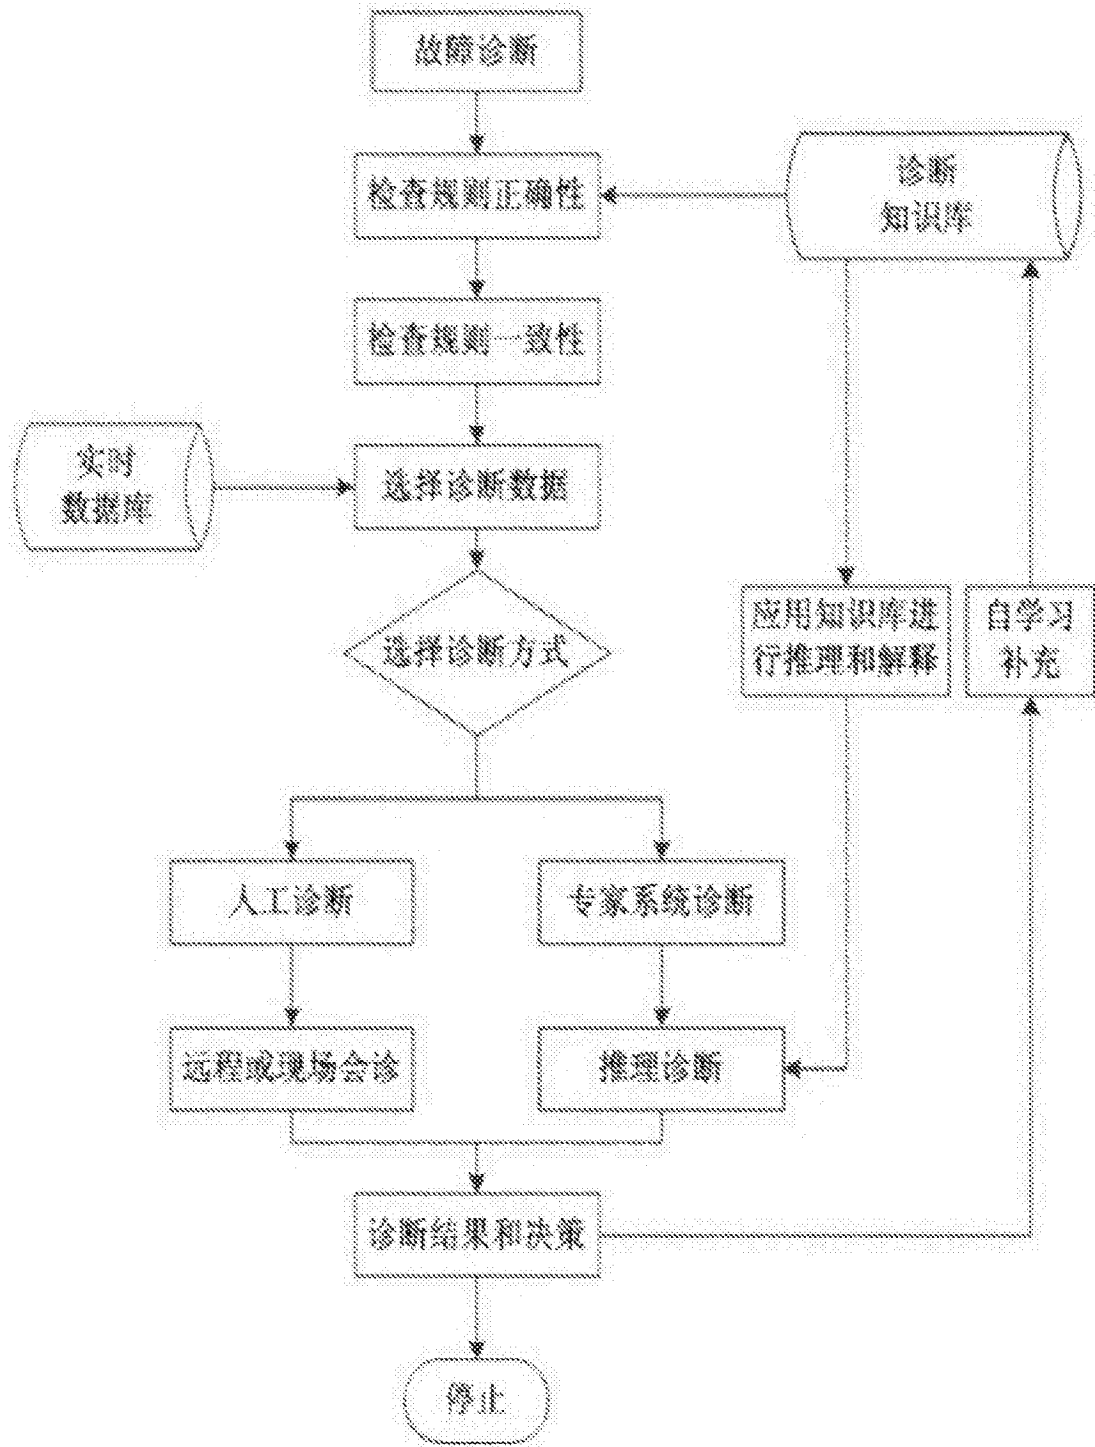 故障诊断
检查规则正确性
诊断
知识库
检查规则一致性
实时
数据库
选择诊断数据
选择诊断方式
应用知识库进
行推理和解释
自学习
补充
人工诊断
专家系统诊断
远程或现场会诊
推理诊断
诊断结果和决策
停止